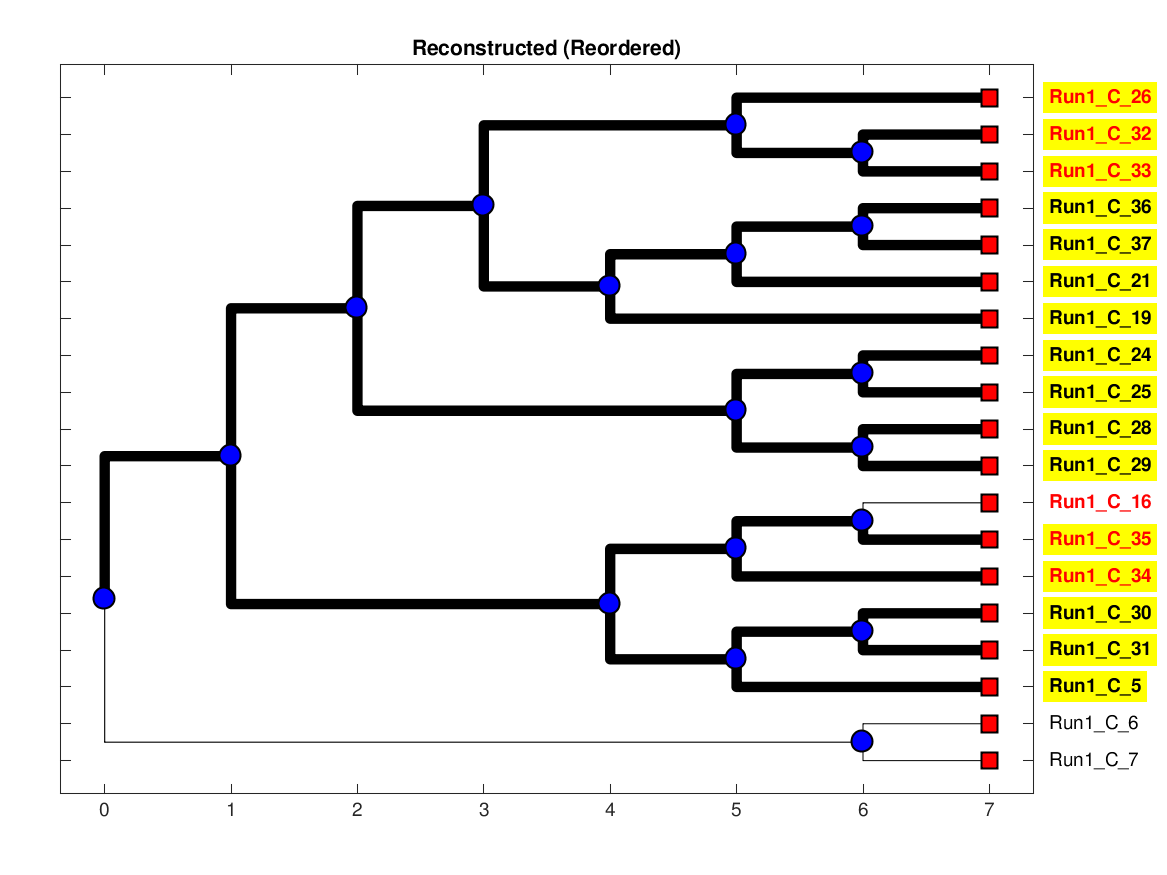 Reconstructed (Reordered)
Run1_C_26
Run1_C_32
Run1_C_33
Run1_C_36
Run1_C_37
Run1_C_21
Run1_C_19
Run1_C_24
Run1_C_25
Run1_C_28
Run1_C_29
Run1_C_16
Run1_C_35
Run1_C_34
Run1_C_30
Run1_C_31
Run1_C_5
Run1_C_6
Run1_C_7
0 1 2 3 4 5 6 7